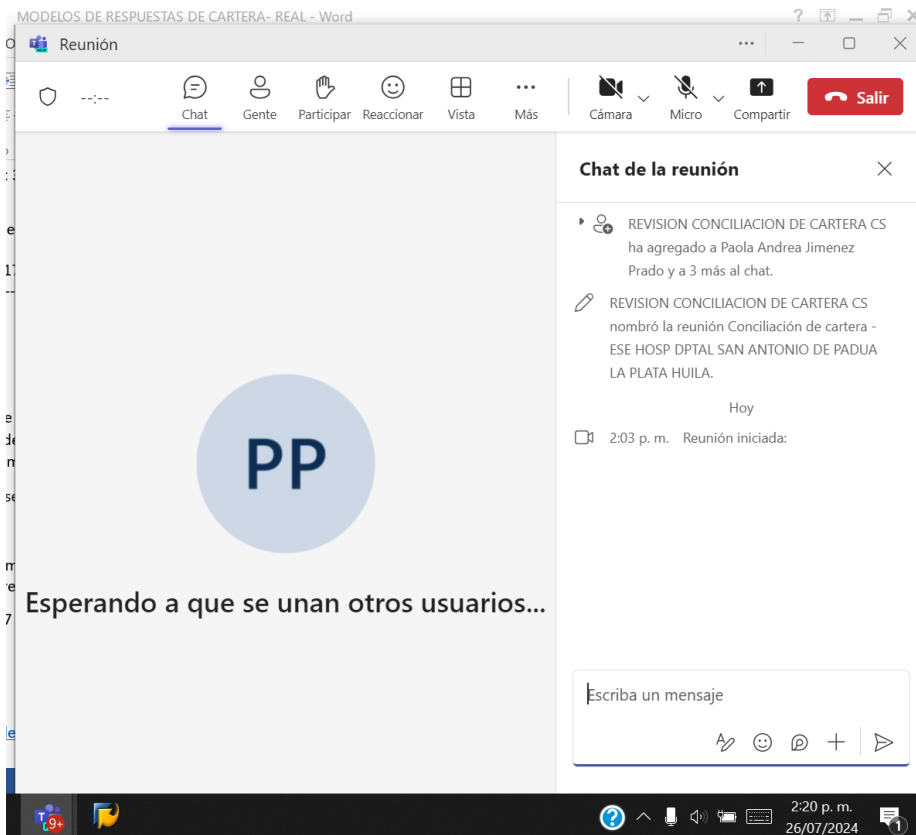 MODELOS DE RESPUESTAS DE CARTERA- REAL - Word
Reunión
--:--
Chat
Gente
Participar
Reaccionar
Vista
Más
Cámara
Micro
Compartir
Salir
Chat de la reunión
REVISION CONCILIACION DE CARTERA CS
ha agregado a Paola Andrea Jimenez
Prado y a 3 más al chat.
REVISION CONCILIACION DE CARTERA CS
nombró la reunión Conciliación de cartera -
ESE HOSP DPTAL SAN ANTONIO DE PADUA
LA PLATA HUILA.
Hoy
2:03 p. m. Reunión iniciada:
PP
Esperando a que se unan otros usuarios...
Escriba un mensaje
9+
2:20 p. m.
26/07/2024
1